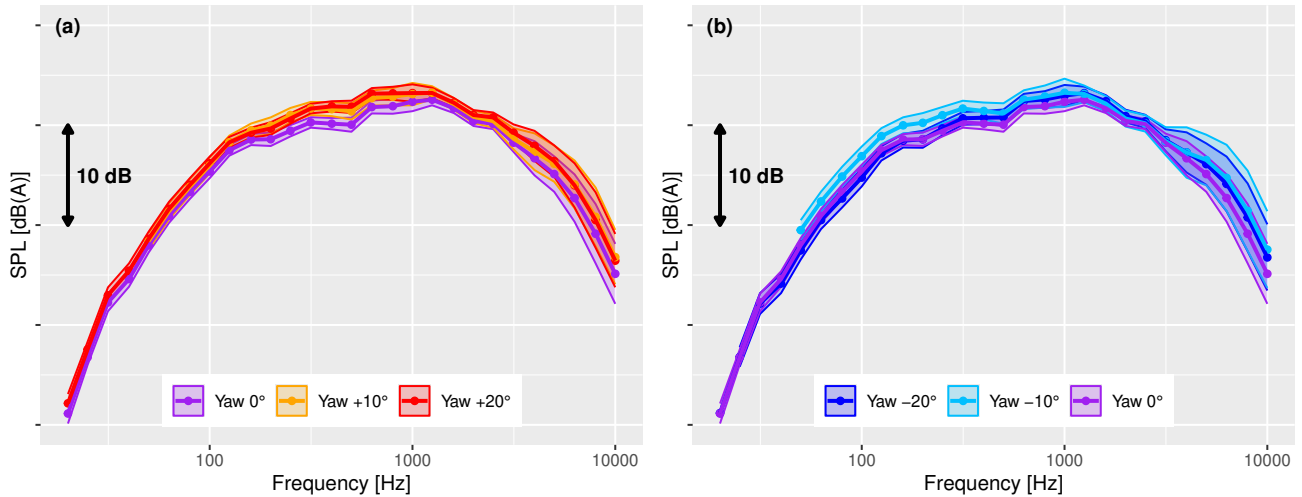 (a)
10 dB
SPL [dB(A)]
Yaw 0° Yaw +10° Yaw +20°
100 1000 10000
Frequency [Hz]
(b)
10 dB
SPL [dB(A)]
Yaw −20° Yaw −10° Yaw 0°
100 1000 10000
Frequency [Hz]